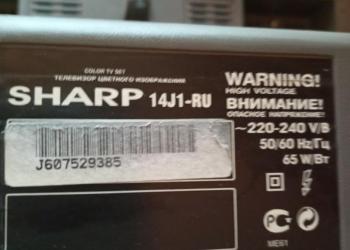 COLOR TV SET
ТЕЛЕВИЗОР ЦВЕТНОГО ИЗОБРАЖЕНИЯ
SHARP 14J1-RU
J607529385
WARNING!
HIGH VOLTAGE
ВНИМАНИЕ!
ОПАСНОЕ НАПРЯЖЕНИЕ!
~220-240 V/В
50/60 Hz/Гц
65 W/Вт
ME61